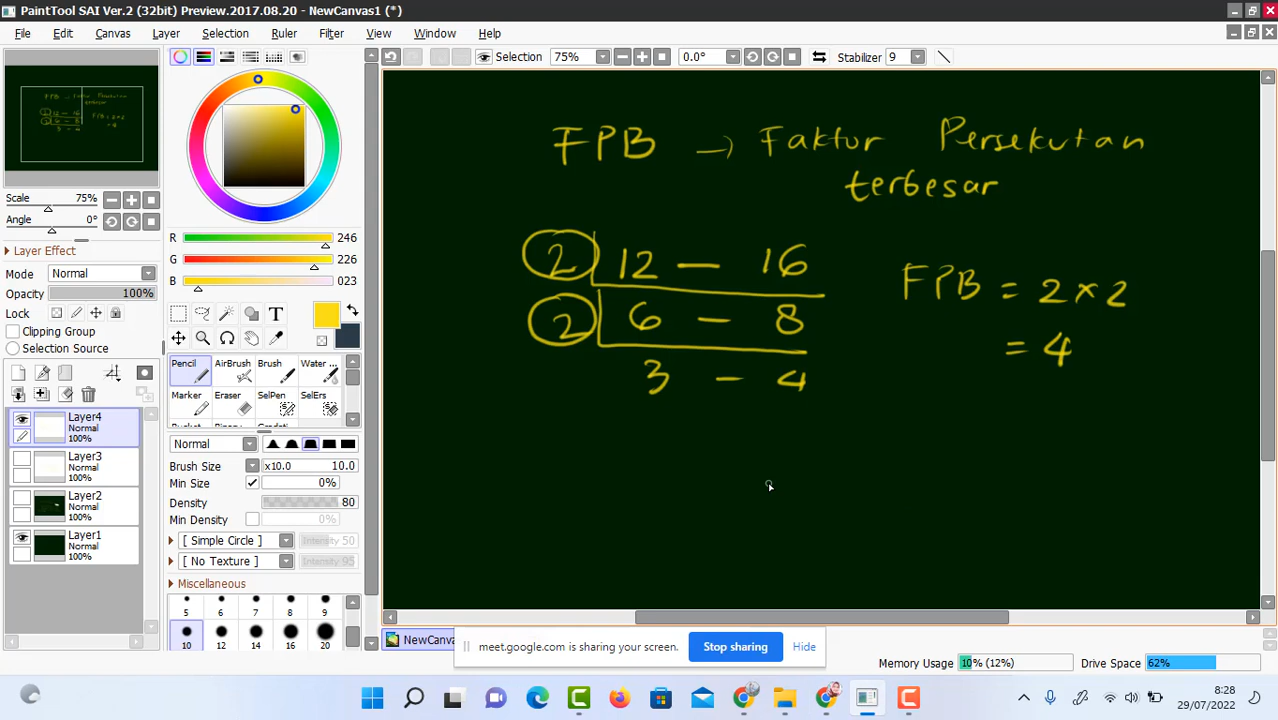 PaintTool SAI Ver.2 (32bit) Preview.2017.08.20 - NewCanvas1 (*)
File Edit Canvas Layer Selection Ruler Filter View Window Help
Selection 75% 0.0° Stabilizer 9
Scale 75%
Angle 0°
Layer Effect
Mode Normal
Opacity 100%
Lock
Clipping Group
Selection Source
Layer4
Normal
100%
Layer3
Normal
100%
Layer2
Normal
100%
Layer1
Normal
100%
R 246
G 226
B 023
T
Pencil AirBrush Brush Water ..
Marker Eraser SelPen SelErs
Normal
Brush Size x10.0 10.0
Min Size 0%
Density 80
Min Density 0%
[ Simple Circle ] Intensity 50
[ No Texture ] Intensity 95
Miscellaneous
5 6 7 8 9
10 12 14 16 20
FPB → Faktur Persekutan
terbesar
2 12 — 16
2 6 — 8
3 — 4
FPB = 2 × 2
= 4
NewCanva
meet.google.com is sharing your screen. Stop sharing Hide
Memory Usage 10% (12%) Drive Space 62%
8:28
29/07/2022